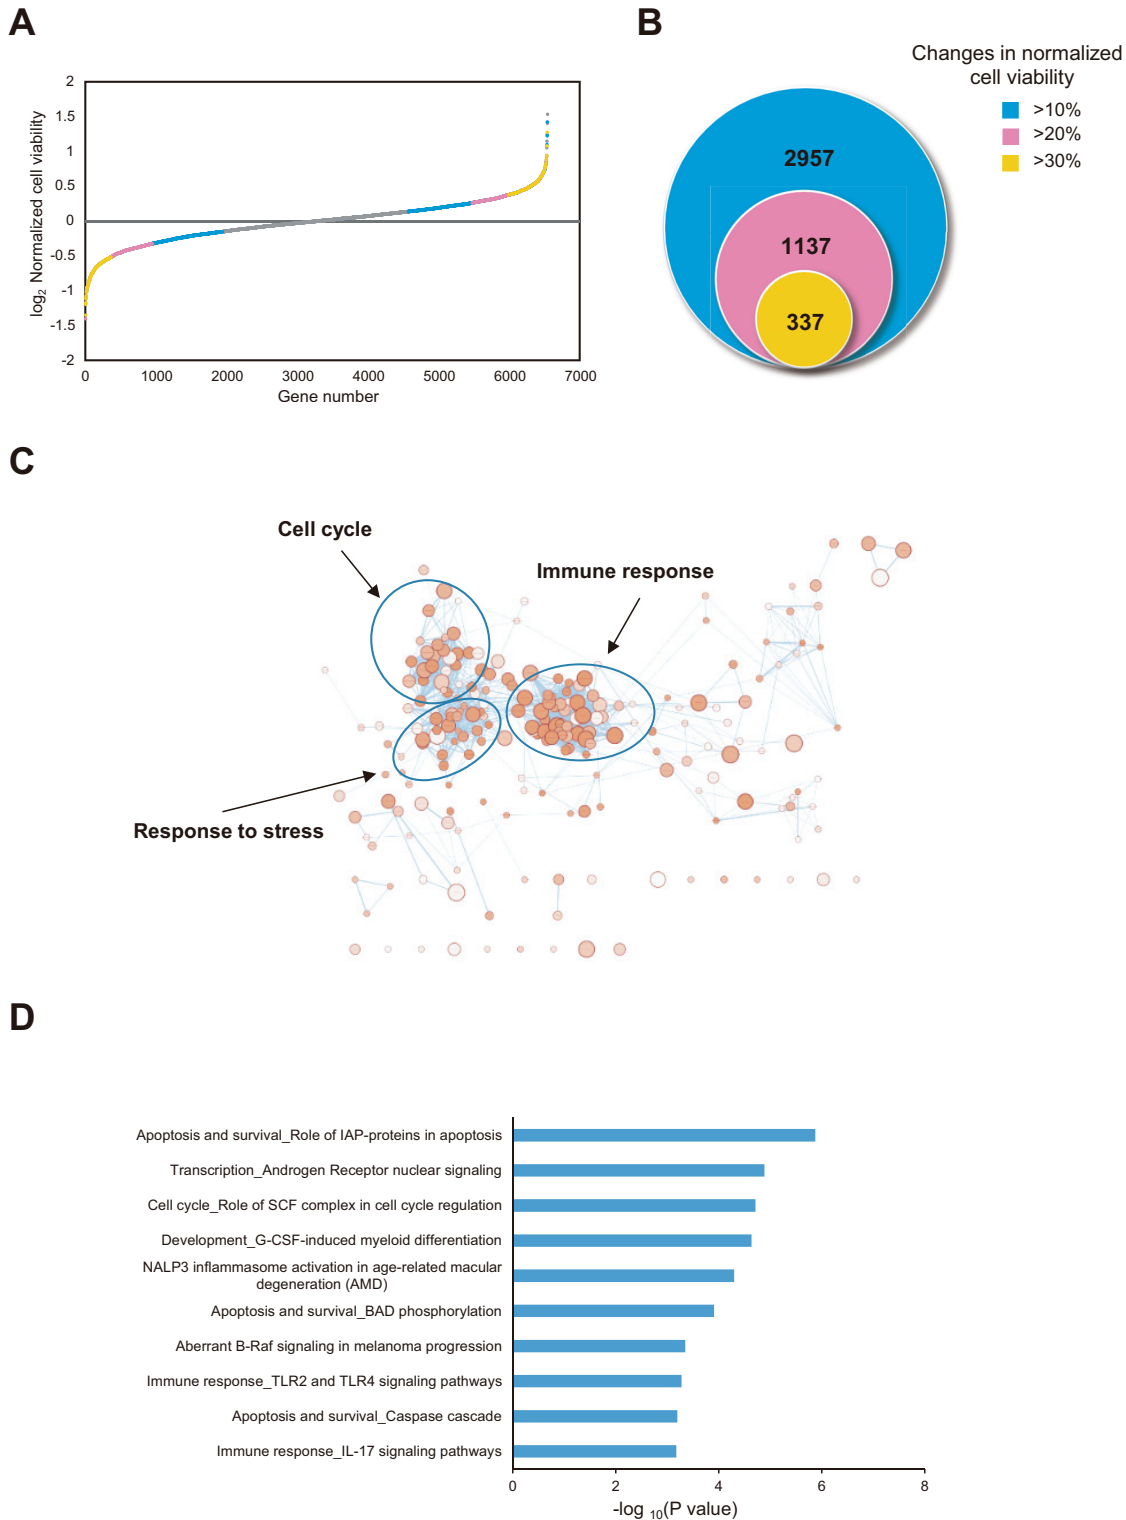 A
B
Changes in normalized
cell viability
>10%
>20%
>30%
2957
1137
337
log2 Normalized cell viability
2
1.5
1
0.5
0
-0.5
-1
-1.5
-2
0 1000 2000 3000 4000 5000 6000 7000
Gene number
C
Cell cycle
Immune response
Response to stress
D
Apoptosis and survival_Role of IAP-proteins in apoptosis
Transcription_Androgen Receptor nuclear signaling
Cell cycle_Role of SCF complex in cell cycle regulation
Development_G-CSF-induced myeloid differentiation
NALP3 inflammasome activation in age-related macular
degeneration (AMD)
Apoptosis and survival_BAD phosphorylation
Aberrant B-Raf signaling in melanoma progression
Immune response_TLR2 and TLR4 signaling pathways
Apoptosis and survival_Caspase cascade
Immune response_IL-17 signaling pathways
0 2 4 6 8
-log 10(P value)